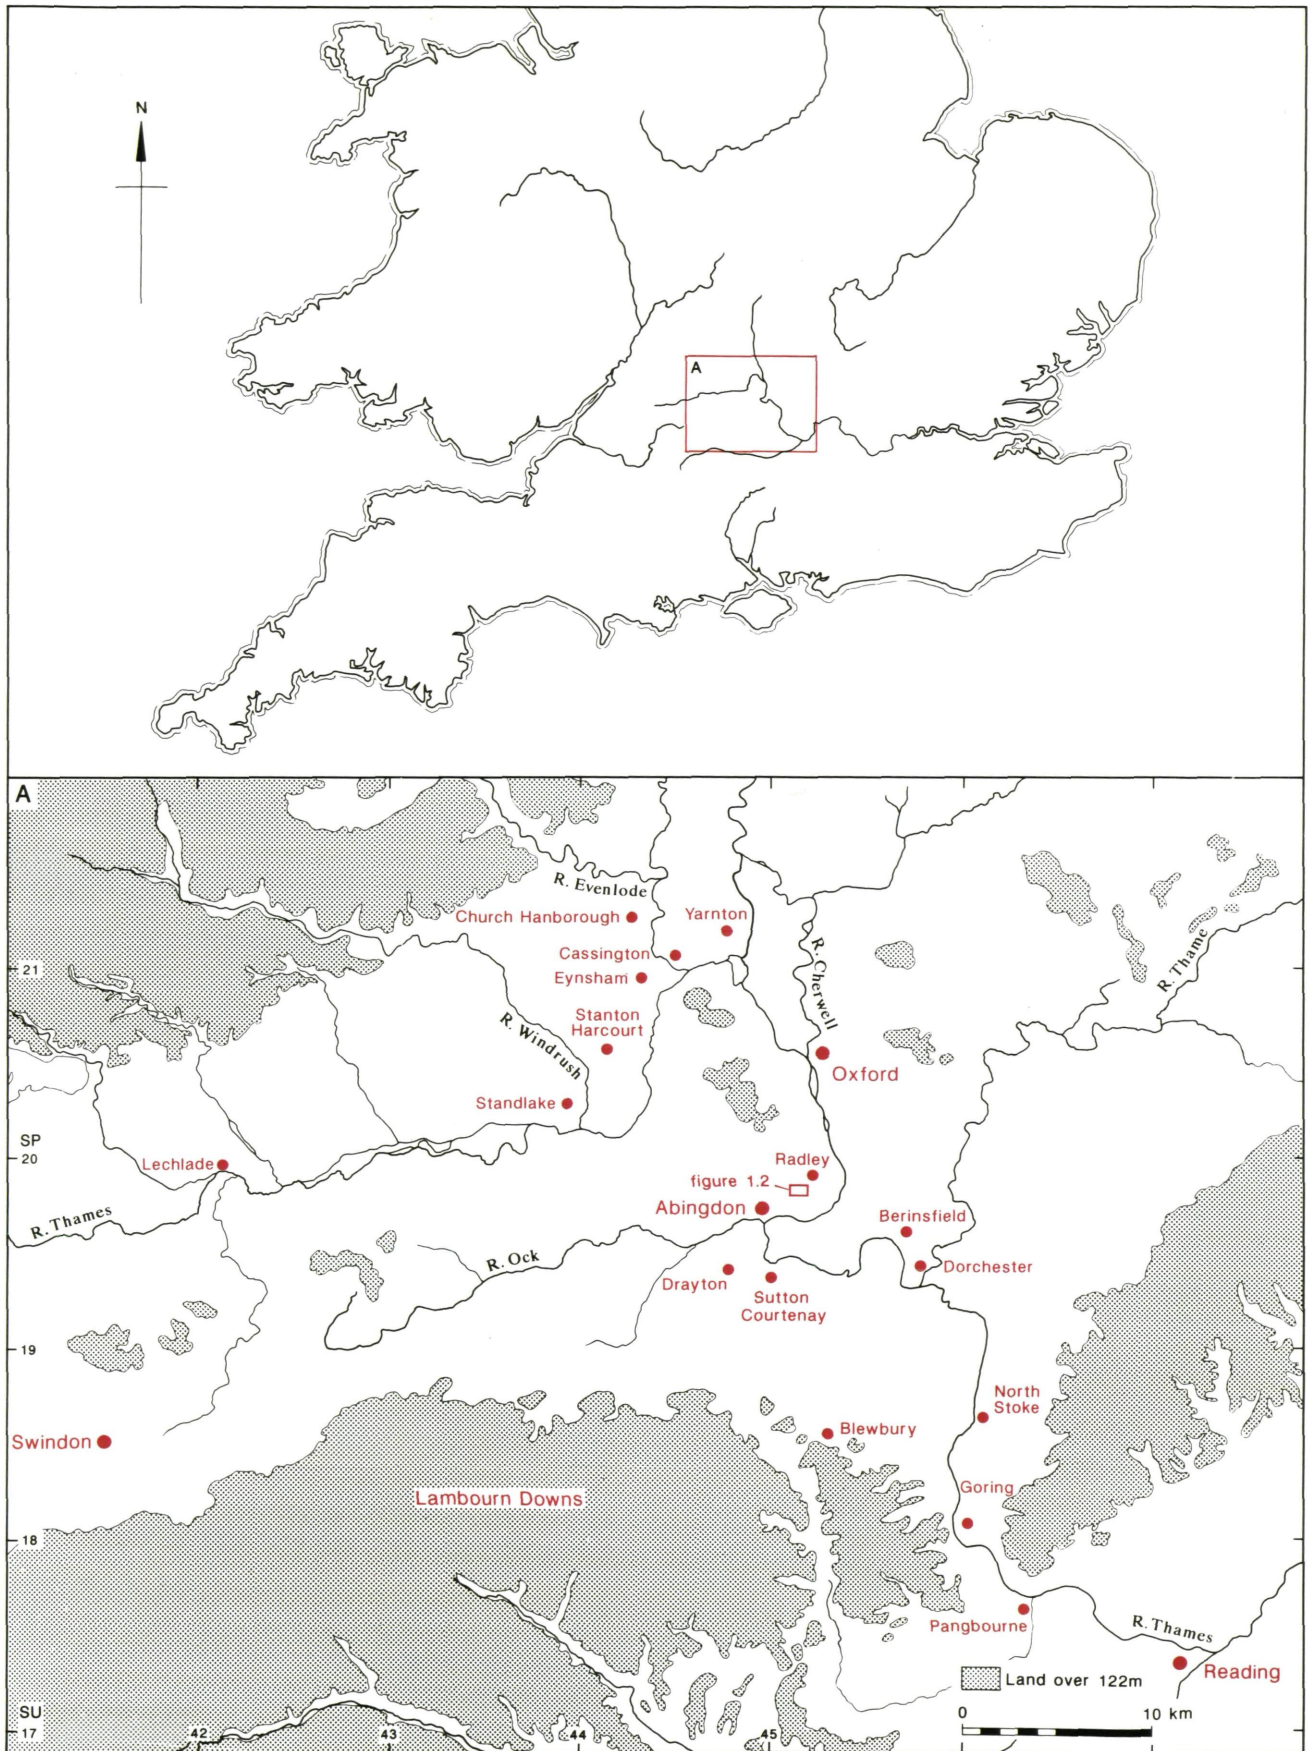 N
A
A
R. Evenlode
Church Hanborough
Yarnton
Cassington
21
Eynsham
R. Cherwell
R. Thame
Stanton
Harcourt
R. Windrush
Oxford
Standlake
SP
20
Lechlade
Radley
figure 1.2
Abingdon
R. Thames
Berinsfield
R. Ock
Dorchester
Drayton
Sutton
Courtenay
19
North
Stoke
Swindon
Blewbury
Goring
Lambourn Downs
18
Pangbourne
R. Thames
Reading
Land over 122m
SU
17
42
43
44
45
0
10 km